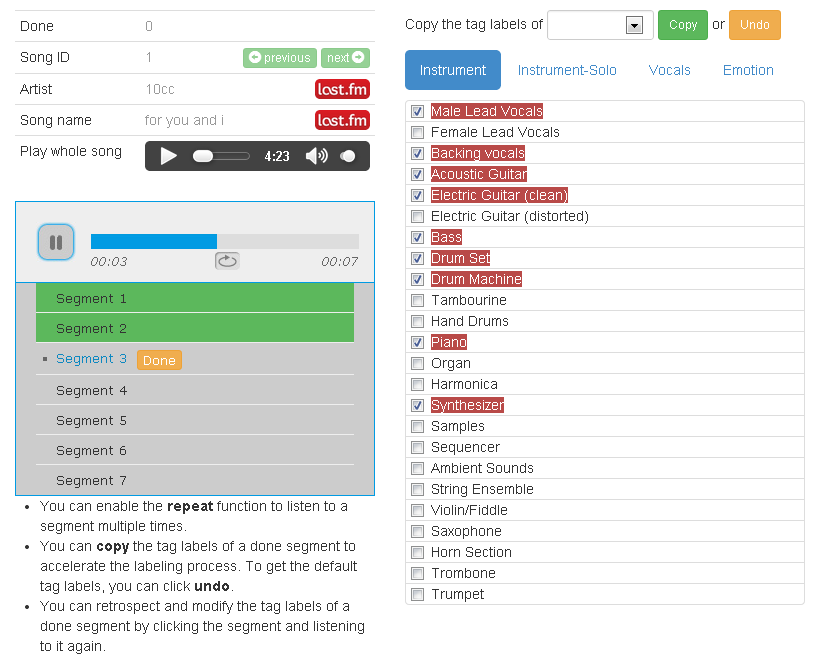 Done 0
Song ID 1 previous next
Artist 10cc last.fm
Song name for you and i last.fm
Play whole song 4:23
00:03 00:07
Segment 1
Segment 2
Segment 3 Done
Segment 4
Segment 5
Segment 6
Segment 7
• You can enable the repeat function to listen to a
segment multiple times.
• You can copy the tag labels of a done segment to
accelerate the labeling process. To get the default
tag labels, you can click undo.
• You can retrospect and modify the tag labels of a
done segment by clicking the segment and listening
to it again.
Copy the tag labels of Copy or Undo
Instrument Instrument-Solo Vocals Emotion
Male Lead Vocals
Female Lead Vocals
Backing vocals
Acoustic Guitar
Electric Guitar (clean)
Electric Guitar (distorted)
Bass
Drum Set
Drum Machine
Tambourine
Hand Drums
Piano
Organ
Harmonica
Synthesizer
Samples
Sequencer
Ambient Sounds
String Ensemble
Violin/Fiddle
Saxophone
Horn Section
Trombone
Trumpet